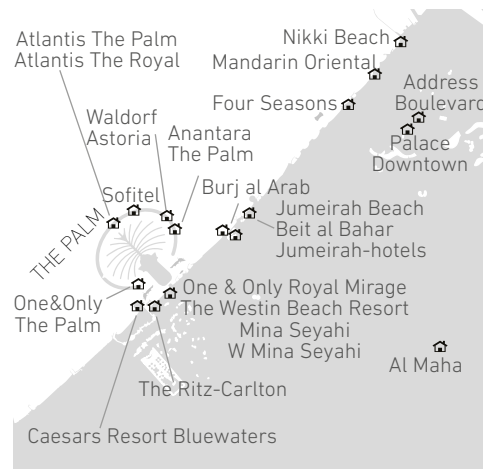 Nikki Beach
Atlantis The Palm
Atlantis The Royal
Mandarin Oriental
Address
Boulevard
Four Seasons
Waldorf
Astoria
Anantara
The Palm
Palace
Downtown
Sofitel
Burj al Arab
Jumeirah Beach
Beit al Bahar
Jumeirah-hotels
THE PALM
One&Only
The Palm
One & Only Royal Mirage
The Westin Beach Resort
Mina Seyahi
W Mina Seyahi
Al Maha
The Ritz-Carlton
Caesars Resort Bluewaters